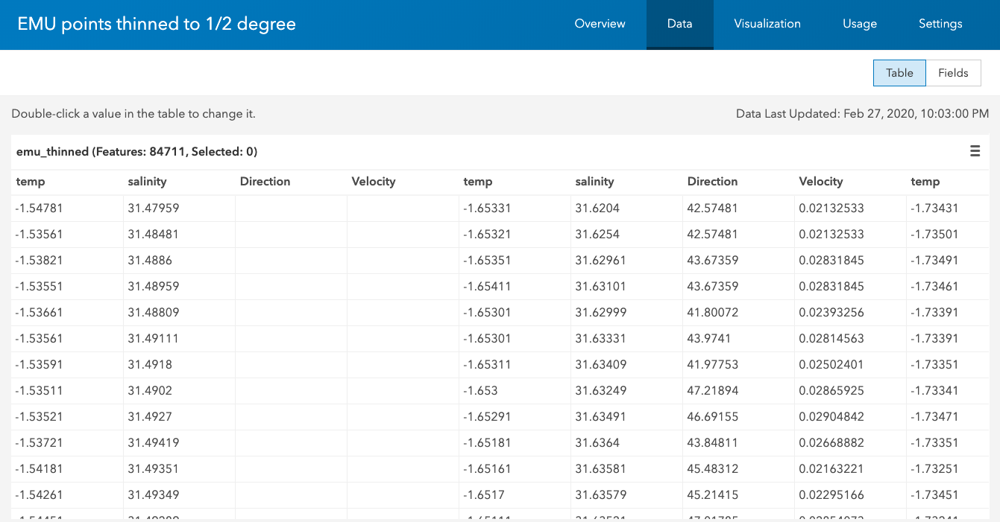 EMU points thinned to 1/2 degree Overview Data Visualization Usage Settings
Table Fields
Double-click a value in the table to change it. Data Last Updated: Feb 27, 2020, 10:03:00 PM
emu_thinned (Features: 84711, Selected: 0)
temp salinity Direction Velocity temp salinity Direction Velocity temp
-1.54781 31.47959 -1.65331 31.6204 42.57481 0.02132533 -1.73431
-1.53561 31.48481 -1.65321 31.6254 42.57481 0.02132533 -1.73501
-1.53821 31.4886 -1.65351 31.62961 43.67359 0.02831845 -1.73491
-1.53551 31.48959 -1.65411 31.63101 43.67359 0.02831845 -1.73461
-1.53661 31.48809 -1.65301 31.62999 41.80072 0.02393256 -1.73391
-1.53561 31.49111 -1.65301 31.63331 43.9741 0.02814563 -1.73391
-1.53591 31.4918 -1.65311 31.63409 41.97753 0.02502401 -1.73351
-1.53511 31.4902 -1.653 31.63249 47.21894 0.02865925 -1.73341
-1.53521 31.4927 -1.65291 31.63491 46.69155 0.02904842 -1.73471
-1.53721 31.49419 -1.65181 31.6364 43.84811 0.02668882 -1.73351
-1.54181 31.49351 -1.65161 31.63581 45.48312 0.02163221 -1.73251
-1.54261 31.49349 -1.6517 31.63579 45.21415 0.02295166 -1.73451